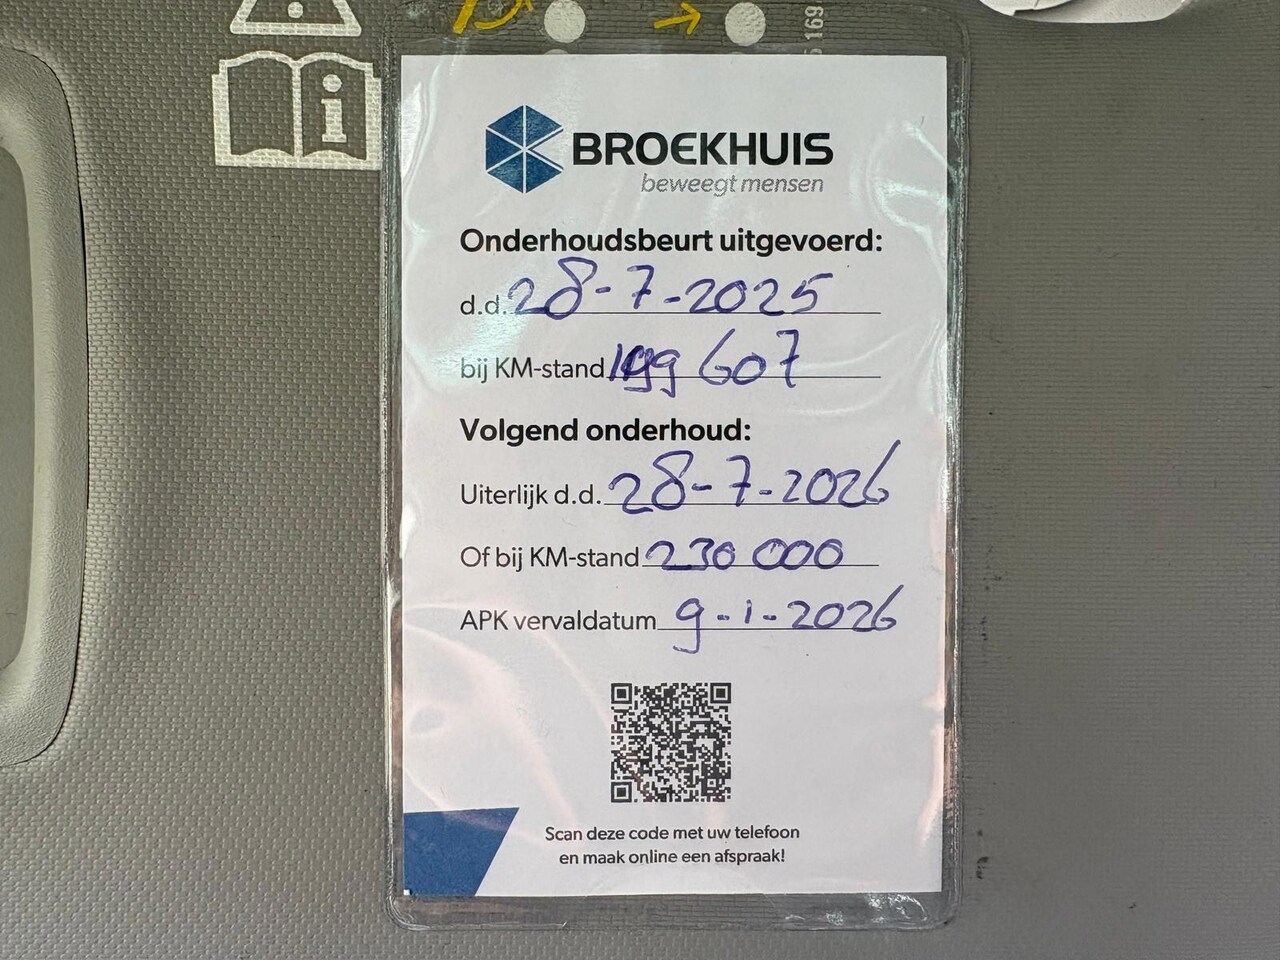 169
BROEKHUIS
beweegt mensen
Onderhoudsbeurt uitgevoerd:
d.d. 28-7-2025
bij KM-stand 199 607
Volgend onderhoud:
Uiterlijk d.d. 28-7-2026
Of bij KM-stand 230 000
APK vervaldatum 9-1-2026
Scan deze code met uw telefoon
en maak online een afspraak!